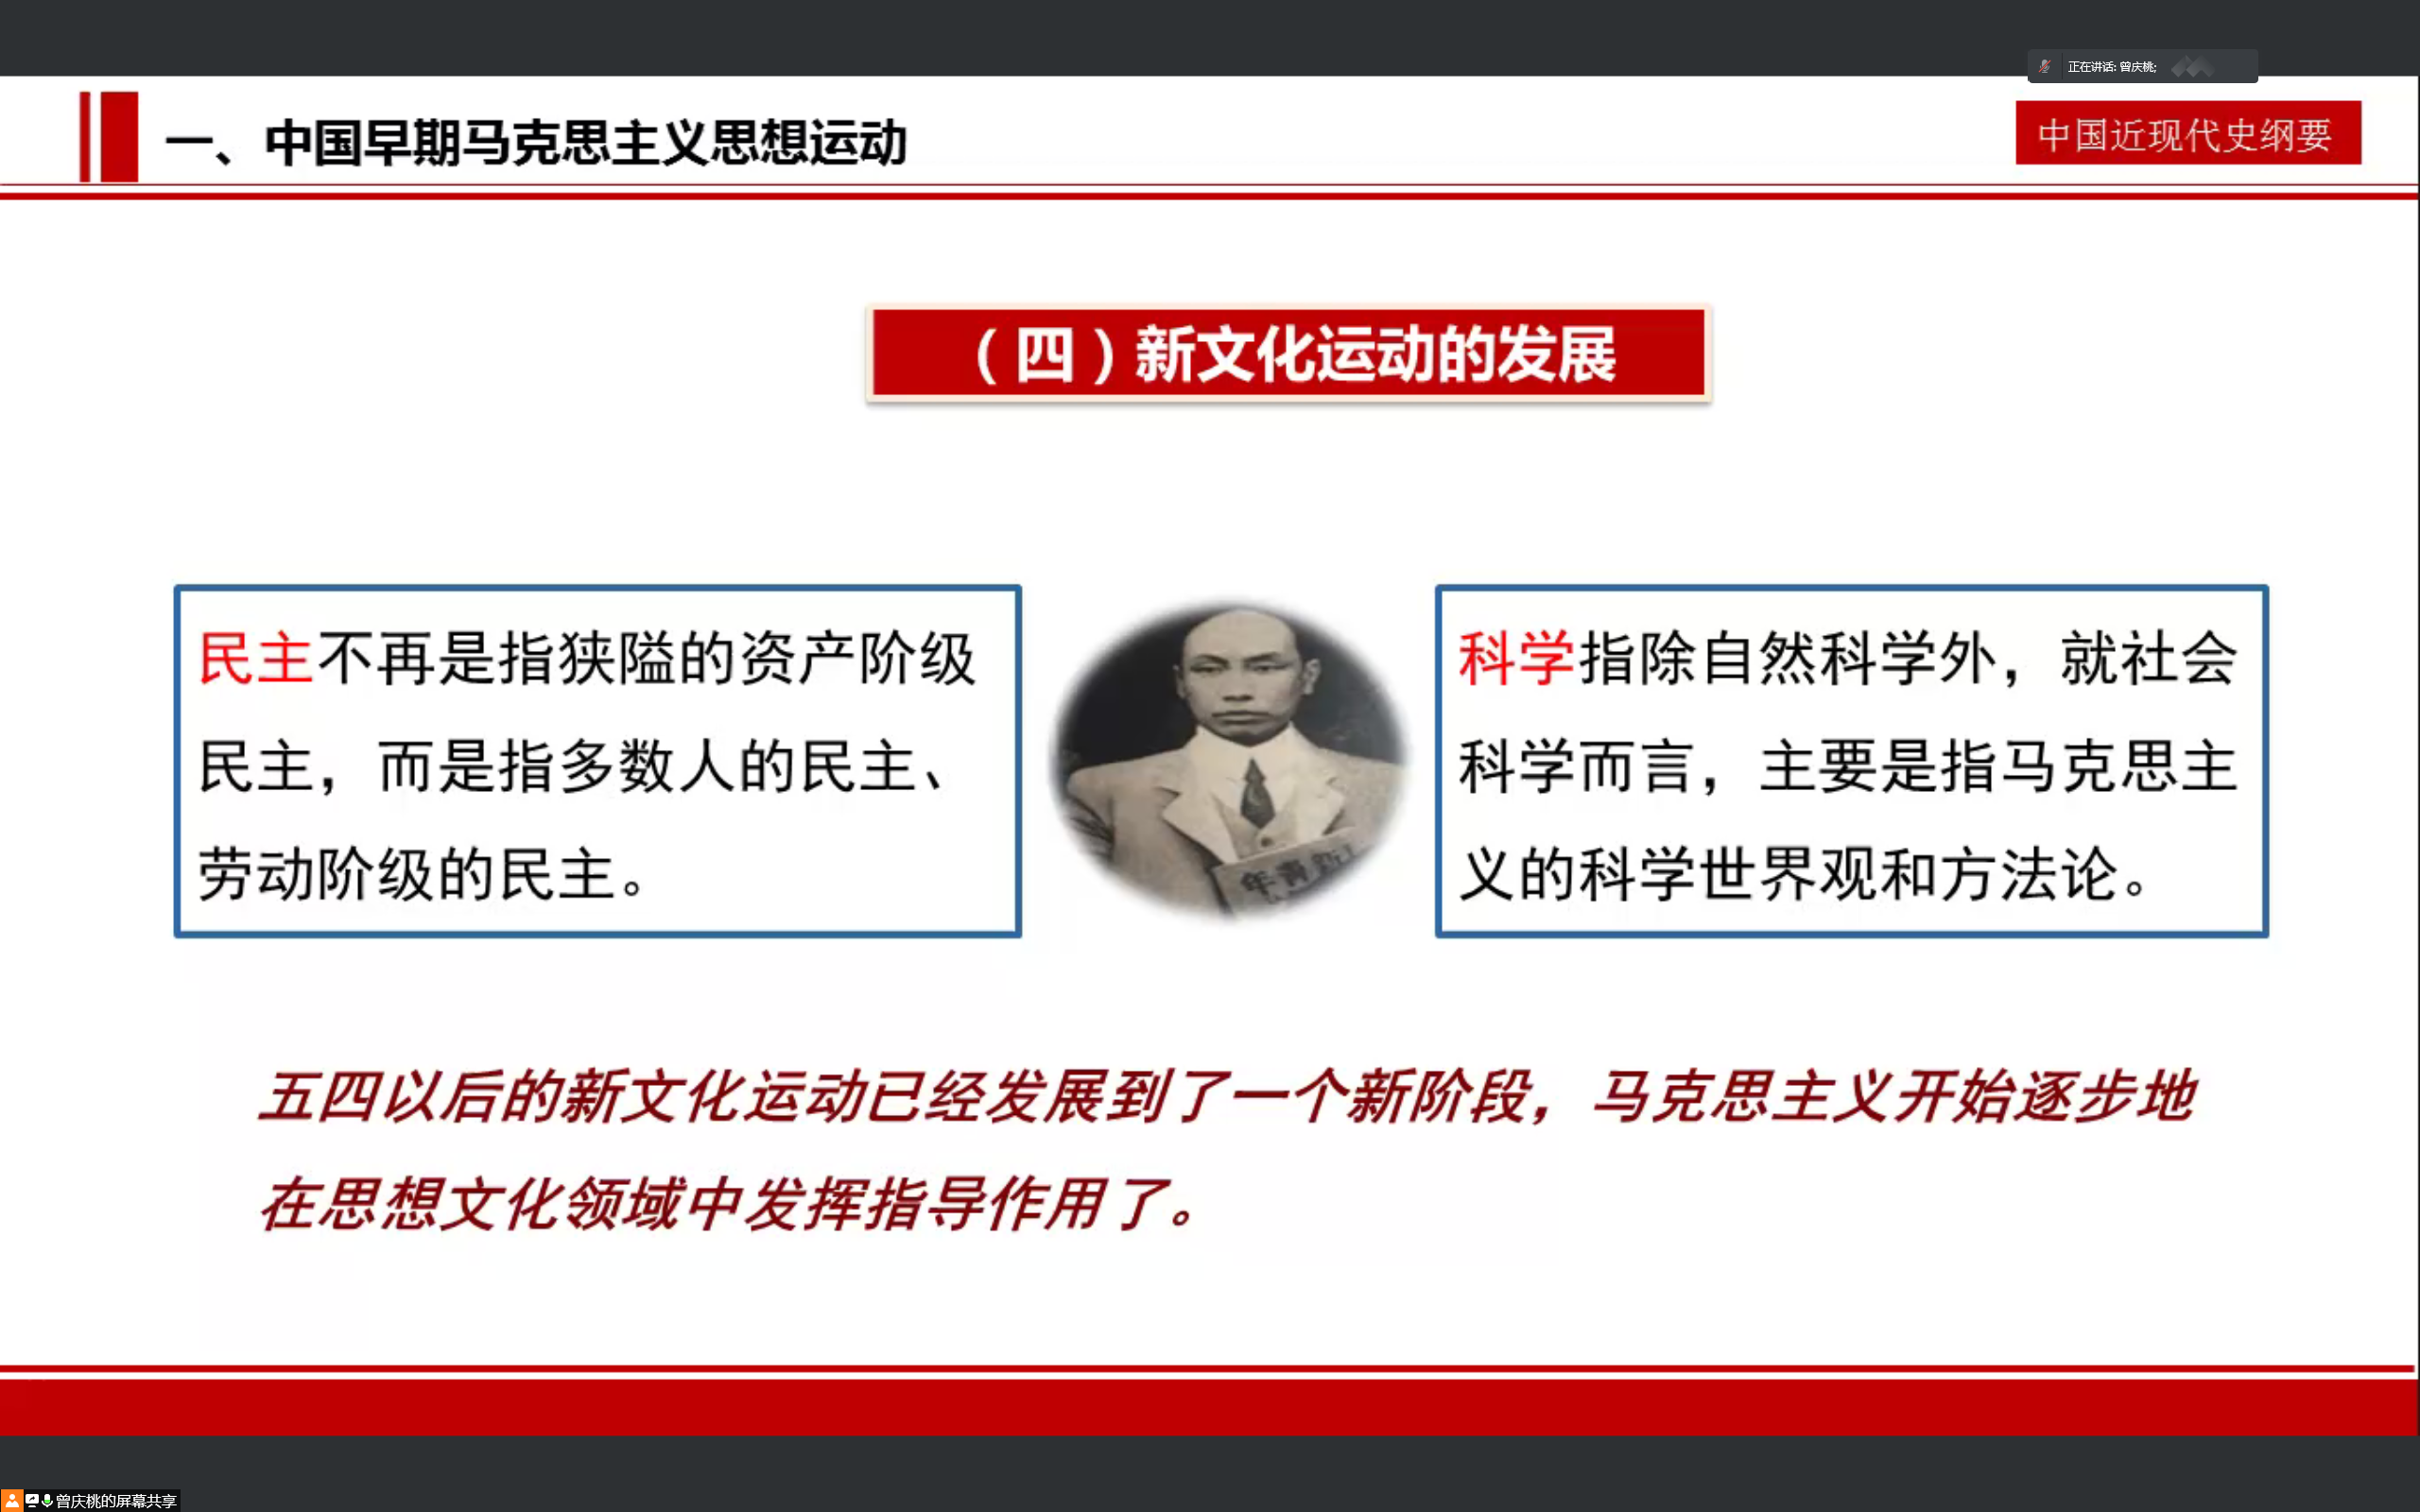 正在讲话: 曾庆桃;
一、中国早期马克思主义思想运动
中国近现代史纲要
（四）新文化运动的发展
民主不再是指狭隘的资产阶级
民主，而是指多数人的民主、
劳动阶级的民主。
年青新
科学指除自然科学外，就社会
科学而言，主要是指马克思主
义的科学世界观和方法论。
五四以后的新文化运动已经发展到了一个新阶段，马克思主义开始逐步地
在思想文化领域中发挥指导作用了。
曾庆桃的屏幕共享